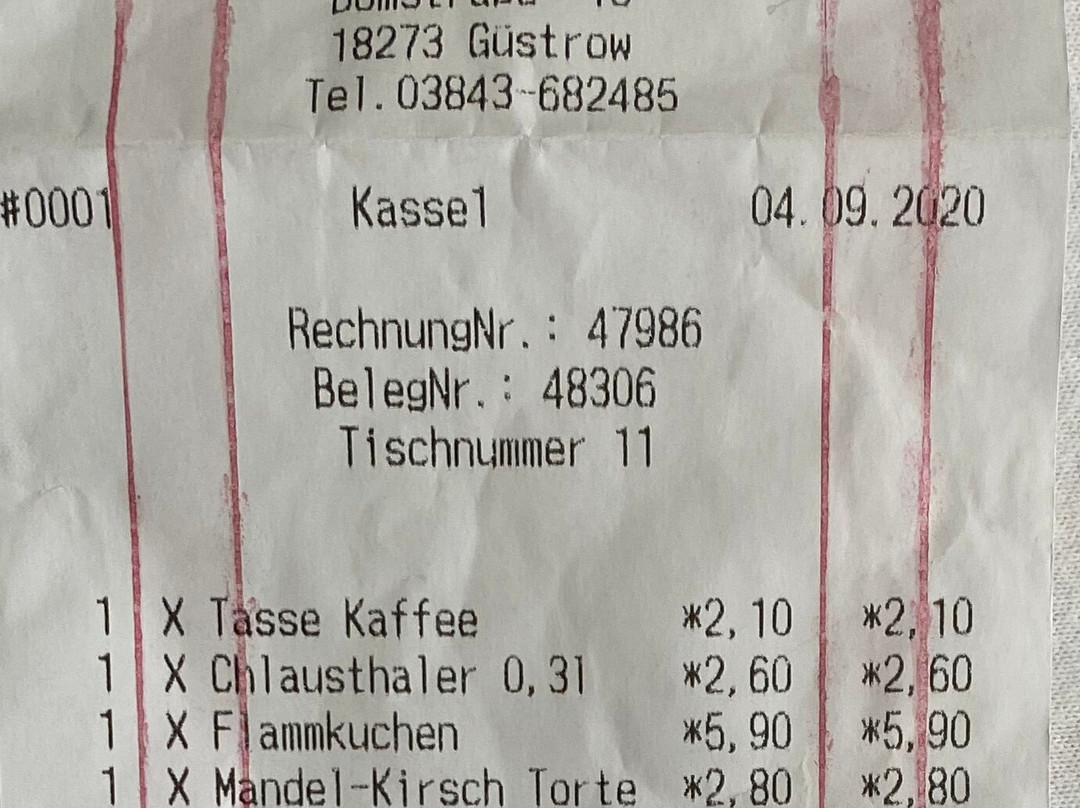 18273 Güstrow
Tel.03843-682485
#0001 Kasse1 04.09.2020
RechnungNr.: 47986
BelegNr.: 48306
Tischnummer 11
1 X Tasse Kaffee *2,10 *2,10
1 X Chlausthaler 0,3l *2,60 *2,60
1 X Flammkuchen *5,90 *5,90
1 X Mandel-Kirsch Torte *2,80 *2,80